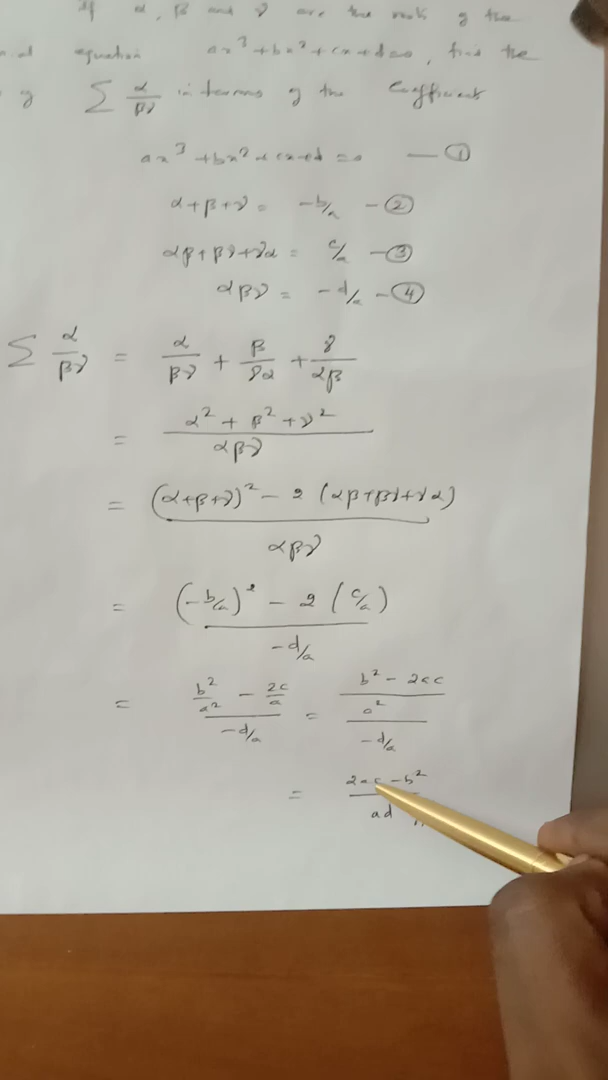 If α, β and γ are the roots of the
equation ax³+bx²+cx+d=0, find the
Σ α/βγ in terms of the coefficients
ax³+bx²+cx+d=0 — ①
α+β+γ = -b/a - ②
αβ+βγ+γα = c/a - ③
αβγ = -d/a - ④
Σ α/βγ = α/βγ + β/γα + γ/αβ
= (α² + β² + γ²)/αβγ
= ((α+β+γ)² - 2 (αβ+βγ+γα))/αβγ
= ((-b/a)² - 2 (c/a))/(-d/a)
= (b²/a² - 2c/a)/(-d/a) = ((b² - 2ac)/a²)/(-d/a)
= (2ac - b²)/ad